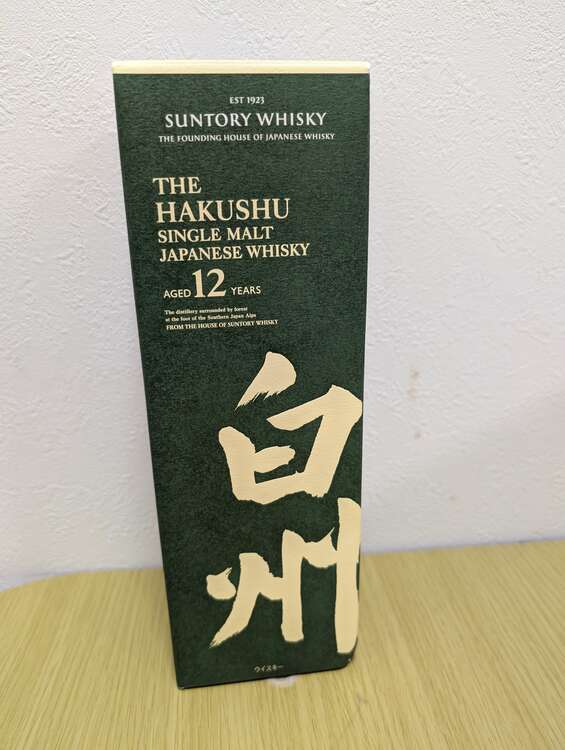 EST 1923
SUNTORY WHISKY
THE FOUNDING HOUSE OF JAPANESE WHISKY
THE
HAKUSHU
SINGLE MALT
JAPANESE WHISKY
AGED 12 YEARS
The distillery surrounded by forest
at the foot of the Southern Japan Alps
FROM THE HOUSE OF SUNTORY WHISKY
白
州
ウイスキー